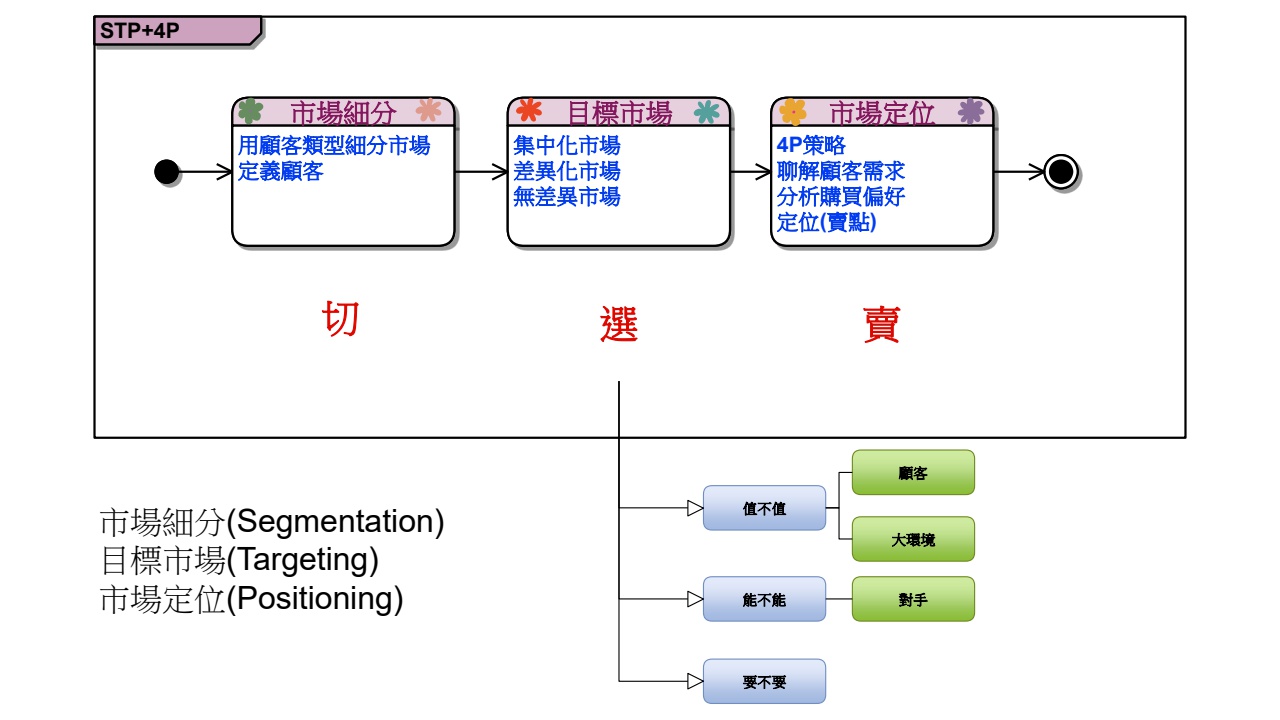 STP+4P
市場細分
用顧客類型細分市場
定義顧客
目標市場
集中化市場
差異化市場
無差異市場
市場定位
4P策略
聊解顧客需求
分析購買偏好
定位(賣點)
切
選
賣
市場細分(Segmentation)
目標市場(Targeting)
市場定位(Positioning)
值不值
顧客
大環境
能不能
對手
要不要